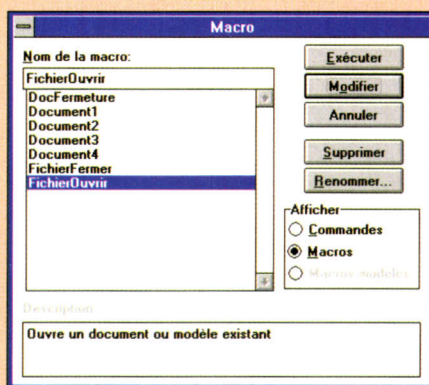 Macro
Nom de la macro:
FichierOuvrir
DocFermeture
Document1
Document2
Document3
Document4
FichierFermer
FichierOuvrir
Exécuter
Modifier
Annuler
Supprimer
Renommer...
Afficher
Commandes
Macros
Macros modèles
Description
Ouvre un document ou modèle existant